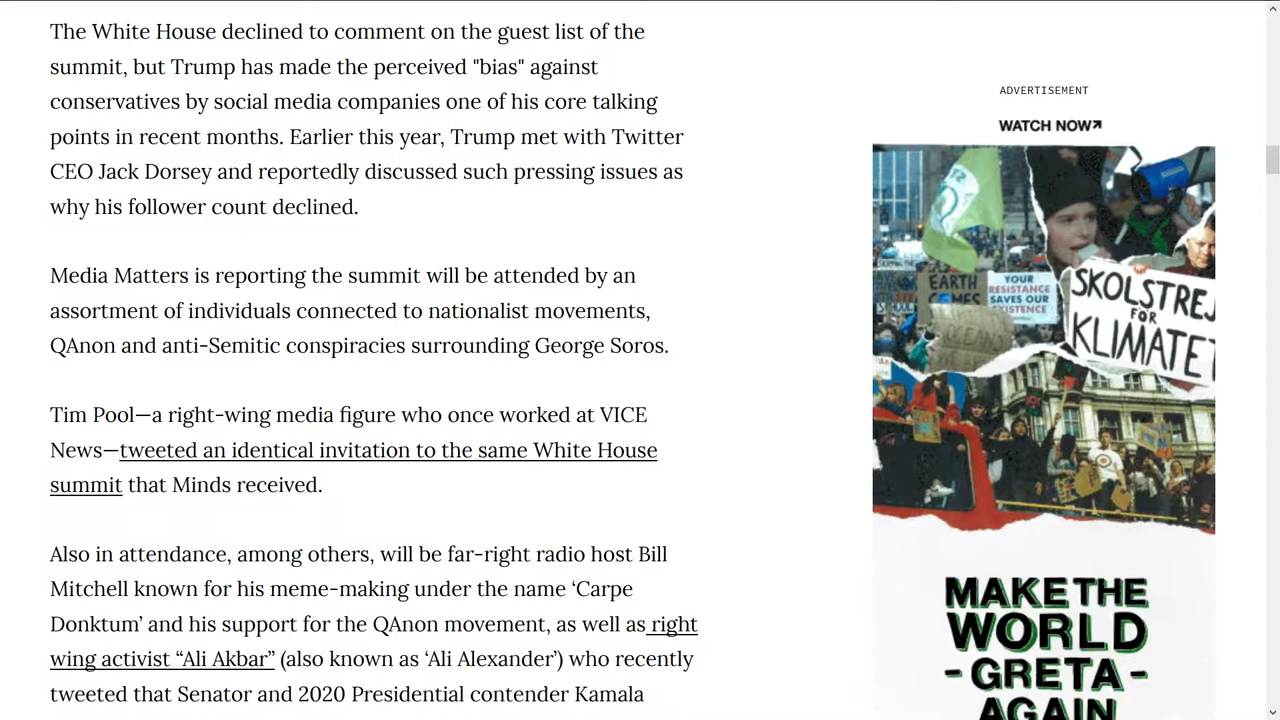 The White House declined to comment on the guest list of the
summit, but Trump has made the perceived "bias" against
conservatives by social media companies one of his core talking
points in recent months. Earlier this year, Trump met with Twitter
CEO Jack Dorsey and reportedly discussed such pressing issues as
why his follower count declined.
Media Matters is reporting the summit will be attended by an
assortment of individuals connected to nationalist movements,
QAnon and anti-Semitic conspiracies surrounding George Soros.
Tim Pool—a right-wing media figure who once worked at VICE
News—tweeted an identical invitation to the same White House
summit that Minds received.
Also in attendance, among others, will be far-right radio host Bill
Mitchell known for his meme-making under the name ‘Carpe
Donktum’ and his support for the QAnon movement, as well as right
wing activist “Ali Akbar” (also known as ‘Ali Alexander’) who recently
tweeted that Senator and 2020 Presidential contender Kamala
ADVERTISEMENT
WATCH NOW
EARTH
YOUR
RESISTANCE
SAVES OUR
EXISTENCE
SKOLSTREJ
FOR
KLIMATET
MAKE THE
WORLD
- GRETA -
AGAIN